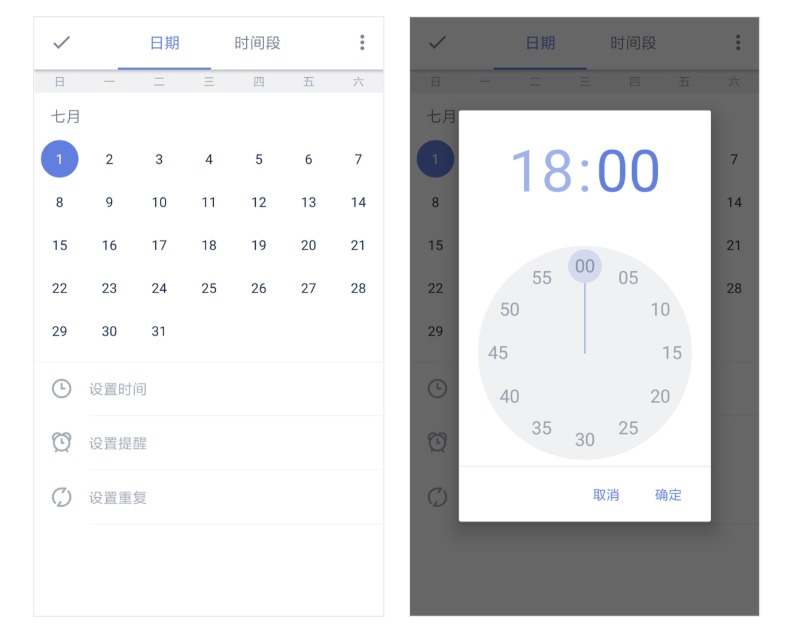 日期 时间段
日 一 二 三 四 五 六
七月
1 2 3 4 5 6 7
8 9 10 11 12 13 14
15 16 17 18 19 20 21
22 23 24 25 26 27 28
29 30 31
设置时间
设置提醒
设置重复
日期 时间段
日 一 二 三 四 五 六
七月
1 7
8 14
15 21
22 28
29
18:00
00
55 05
50 10
45 15
40 20
35 25
30
取消 确定